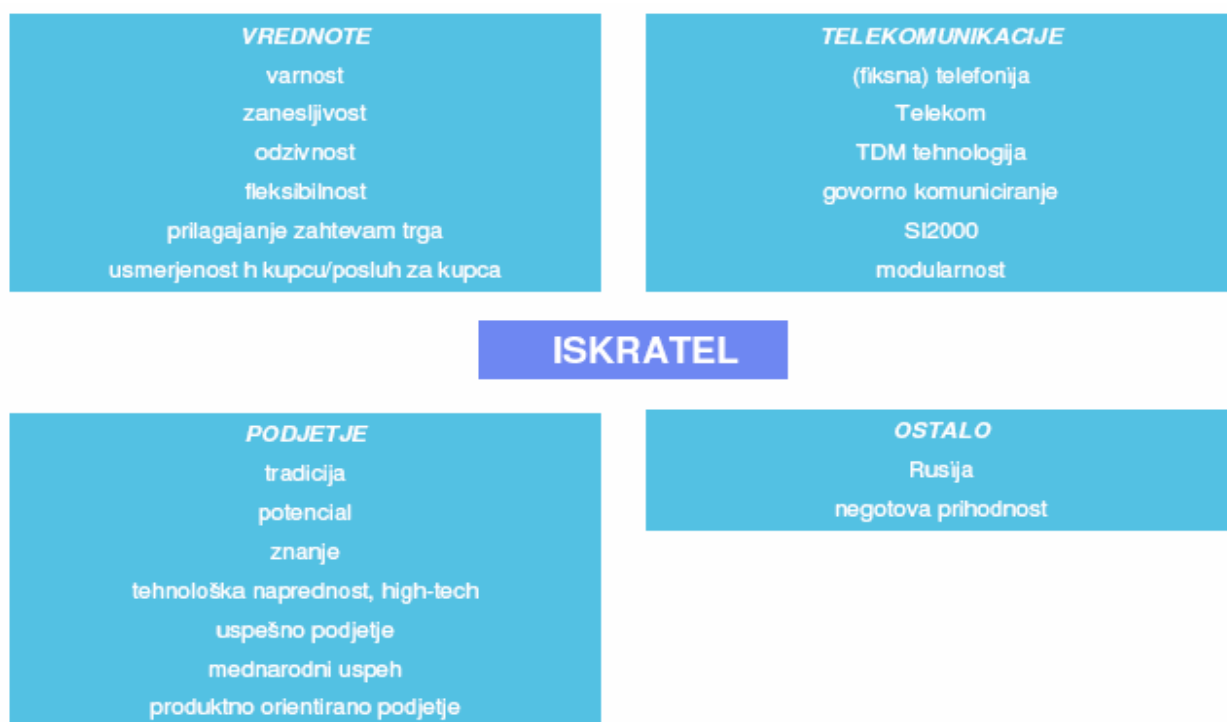 VREDNOTE
varnost
zanesljivost
odzivnost
fleksibilnost
prilagajanje zahtevam trga
usmerjenost h kupcu/posluh za kupca
TELEKOMUNIKACIJE
(fiksna) telefonija
Telekom
TDM tehnologija
govorno komuniciranje
SI2000
modularnost
ISKRATEL
PODJETJE
tradicija
potencial
znanje
tehnološka naprednost, high-tech
uspešno podjetje
mednarodni uspeh
produktno orientirano podjetje
OSTALO
Rusija
negotova prihodnost